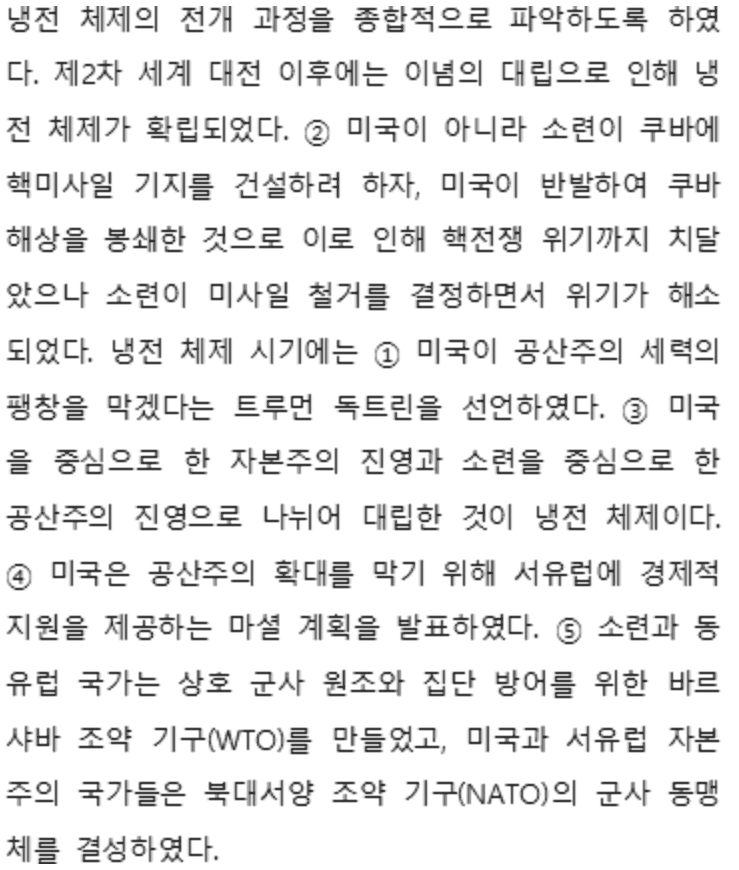 냉전 체제의 전개 과정을 종합적으로 파악하도록 하였
다. 제2차 세계 대전 이후에는 이념의 대립으로 인해 냉
전 체제가 확립되었다. ② 미국이 아니라 소련이 쿠바에
핵미사일 기지를 건설하려 하자, 미국이 반발하여 쿠바
해상을 봉쇄한 것으로 이로 인해 핵전쟁 위기까지 치달
았으나 소련이 미사일 철거를 결정하면서 위기가 해소
되었다. 냉전 체제 시기에는 ① 미국이 공산주의 세력의
팽창을 막겠다는 트루먼 독트린을 선언하였다. ③ 미국
을 중심으로 한 자본주의 진영과 소련을 중심으로 한
공산주의 진영으로 나뉘어 대립한 것이 냉전 체제이다.
④ 미국은 공산주의 확대를 막기 위해 서유럽에 경제적
지원을 제공하는 마셜 계획을 발표하였다. ⑤ 소련과 동
유럽 국가는 상호 군사 원조와 집단 방어를 위한 바르
샤바 조약 기구(WTO)를 만들었고, 미국과 서유럽 자본
주의 국가들은 북대서양 조약 기구(NATO)의 군사 동맹
체를 결성하였다.